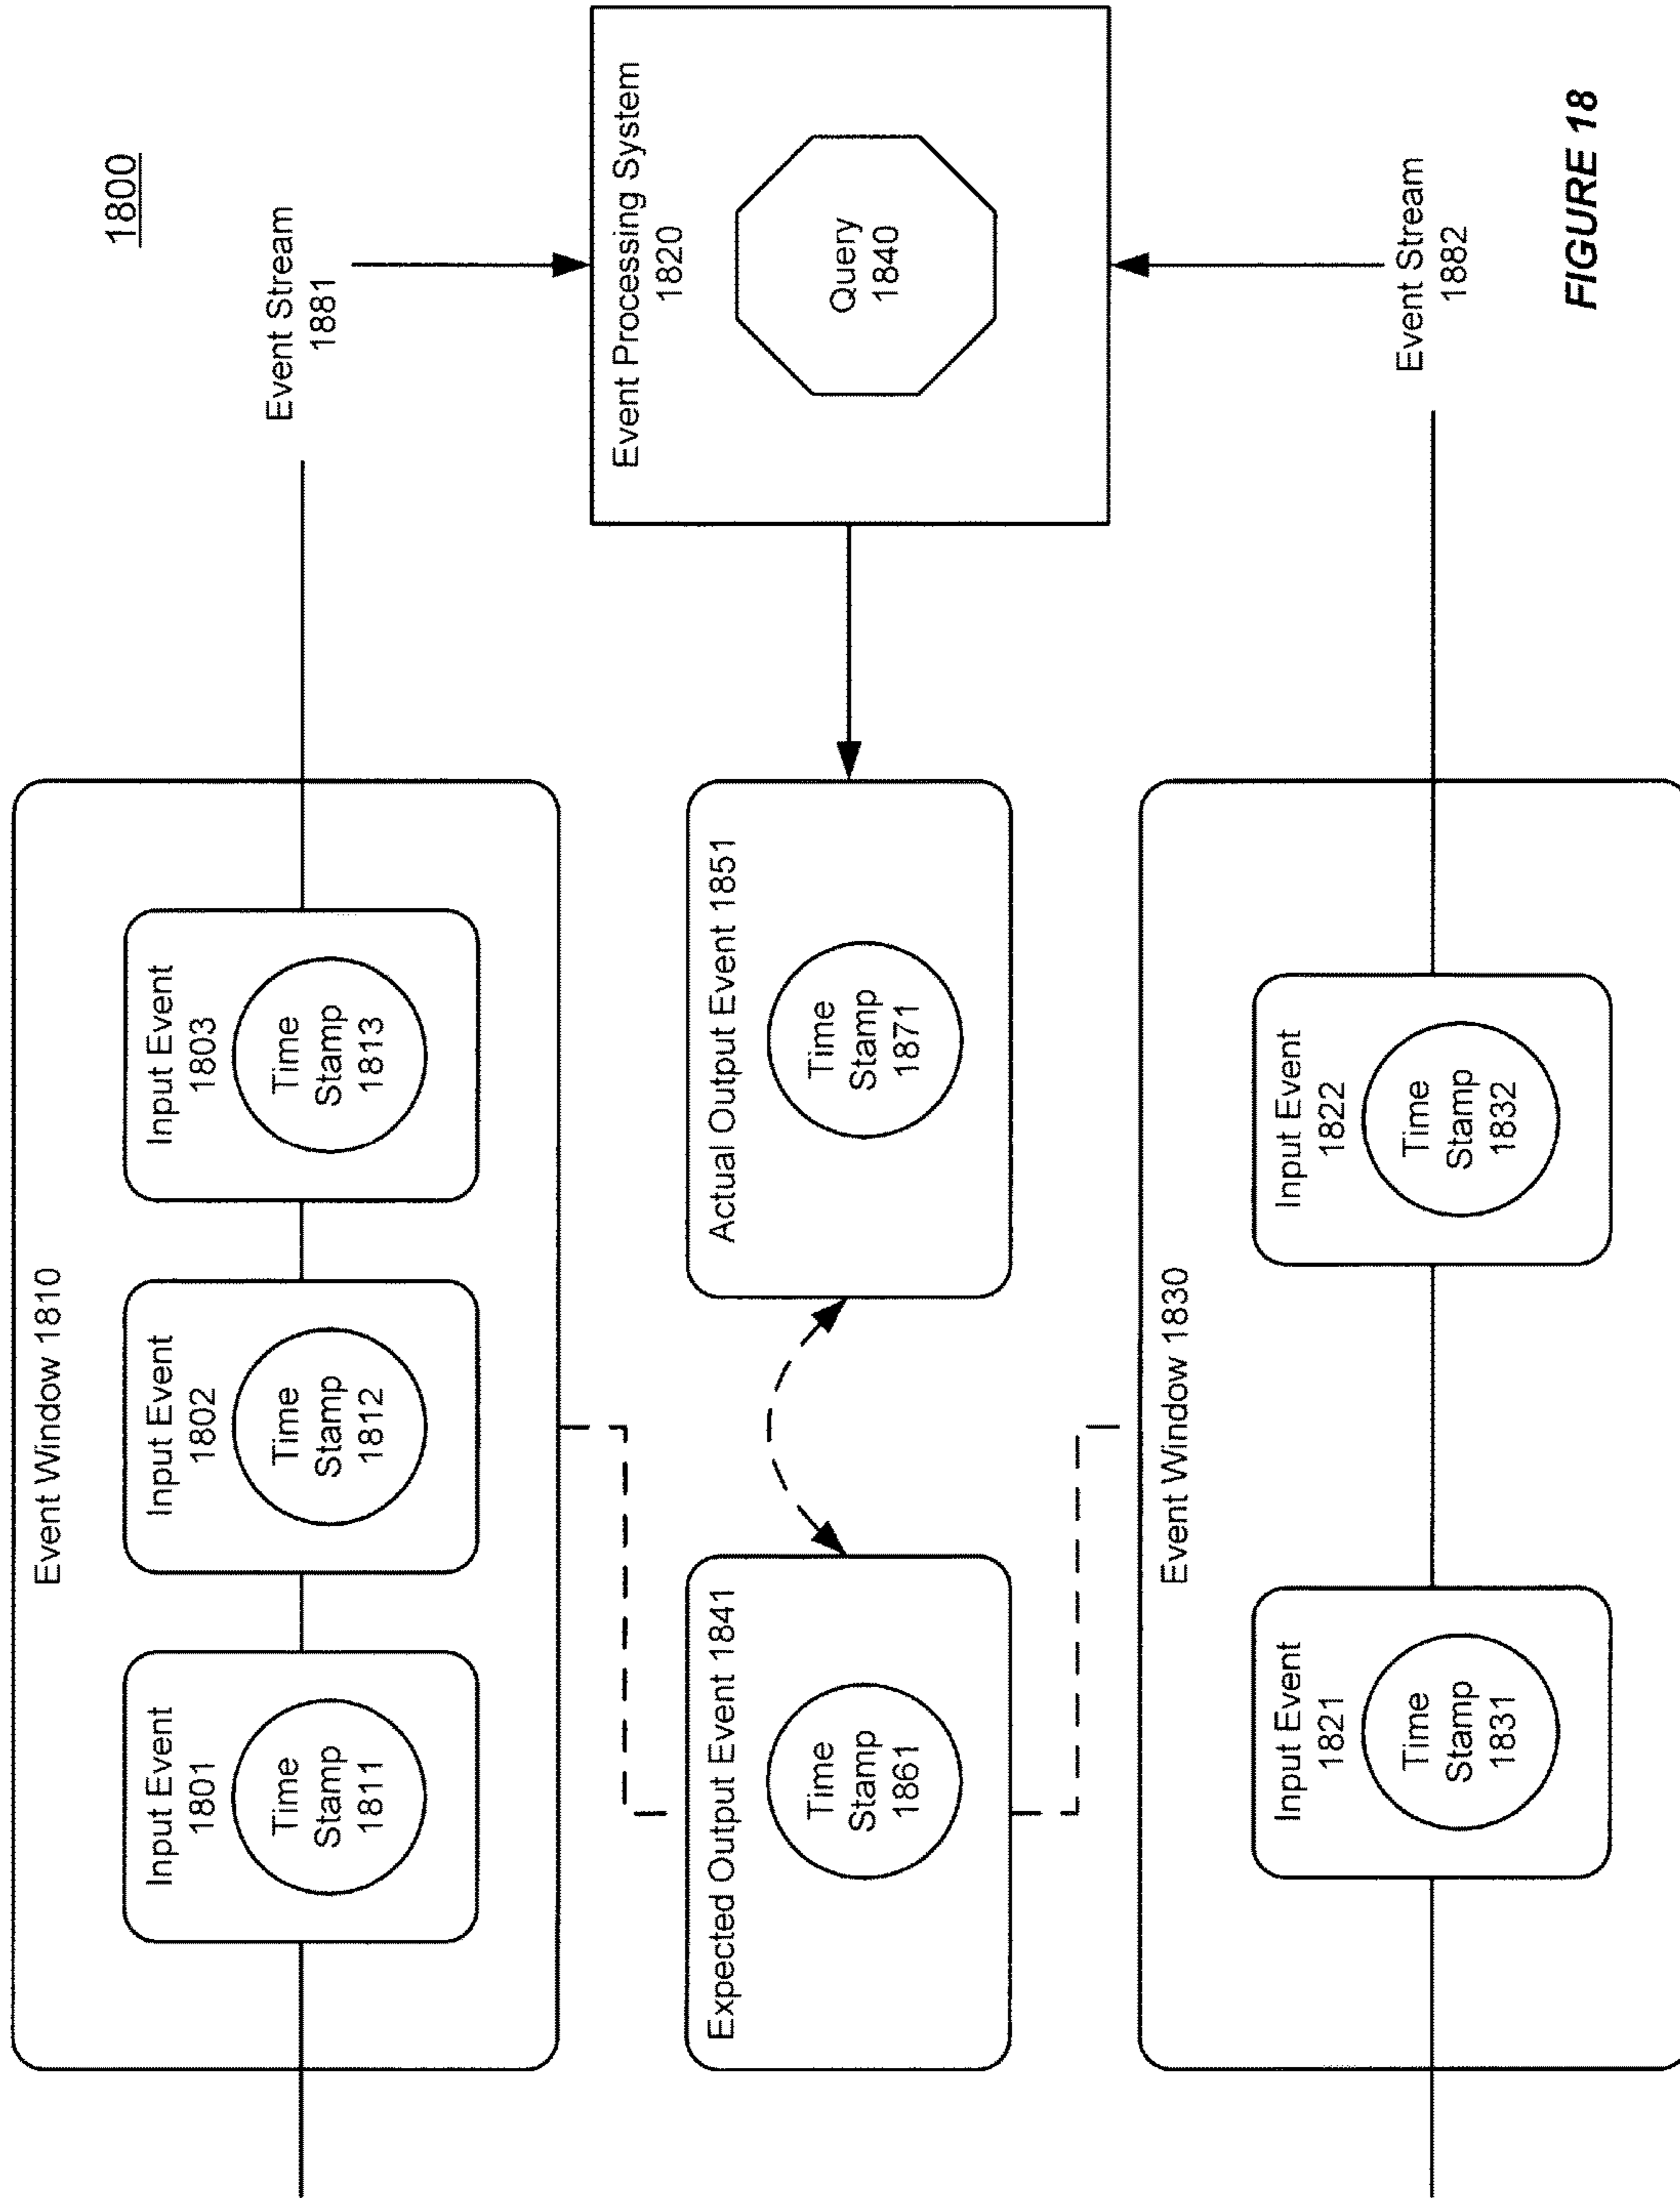 1800
Event Window 1810
Input Event
1801
Time
Stamp
1811
Input Event
1802
Time
Stamp
1812
Input Event
1803
Time
Stamp
1813
Event Stream
1881
Expected Output Event 1841
Time
Stamp
1861
Actual Output Event 1851
Time
Stamp
1871
Event Processing System
1820
Query
1840
Event Window 1830
Input Event
1821
Time
Stamp
1831
Input Event
1822
Time
Stamp
1832
Event Stream
1882
FIGURE 18